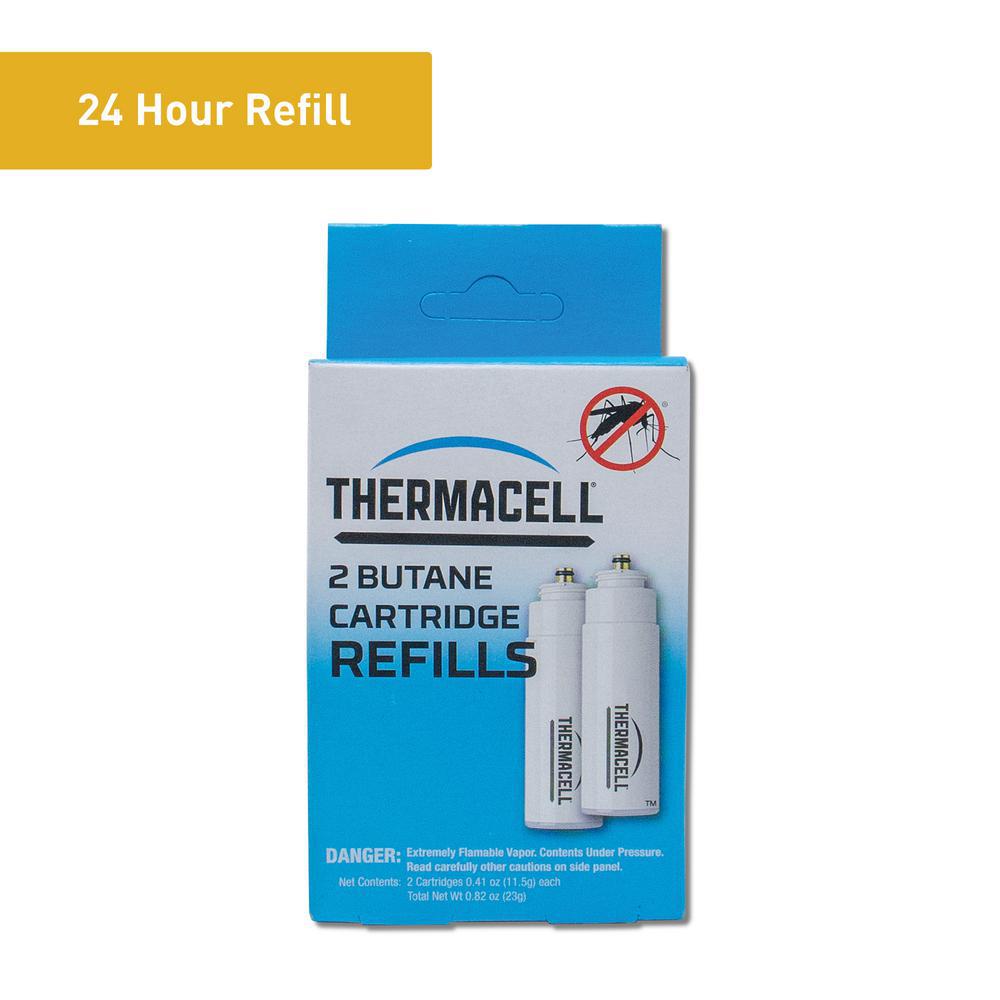 24 Hour Refill
®
THERMACELL®
2 BUTANE
CARTRIDGE
REFILLS
THERMACELL
THERMACELL
TM
DANGER: Extremely Flamable Vapor. Contents Under Pressure.
Read carefully other cautions on side panel.
Net Contents: 2 Cartridges 0.41 oz (11.5g) each
Total Net Wt 0.82 oz (23g)